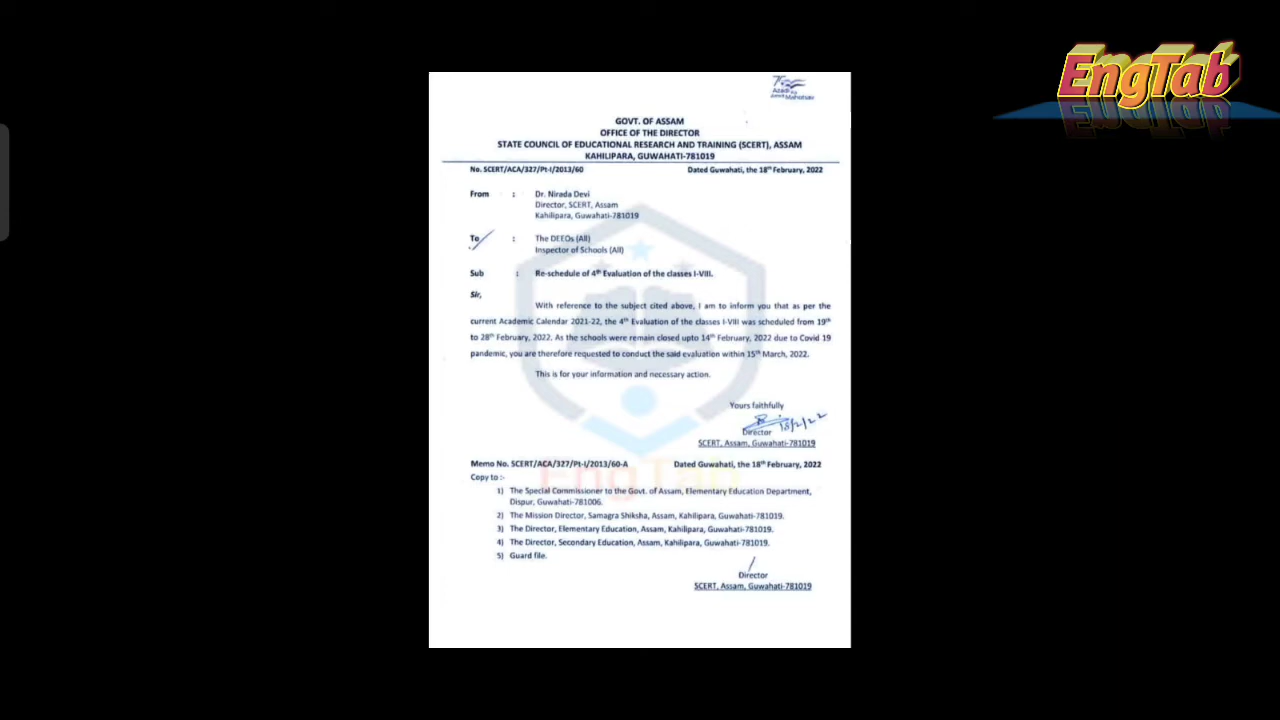 EngTab
Azadi Ka
Amrit Mahotsav
GOVT. OF ASSAM
OFFICE OF THE DIRECTOR
STATE COUNCIL OF EDUCATIONAL RESEARCH AND TRAINING (SCERT), ASSAM
KAHILIPARA, GUWAHATI-781019
No. SCERT/ACA/327/Pt-I/2013/60 Dated Guwahati, the 18th February, 2022
From : Dr. Nirada Devi
Director, SCERT, Assam
Kahilipara, Guwahati-781019
To : The DEEOs (All)
Inspector of Schools (All)
Sub : Re-schedule of 4th Evaluation of the classes I-VIII.
Sir,
With reference to the subject cited above, I am to inform you that as per the
current Academic Calendar 2021-22, the 4th Evaluation of the classes I-VIII was scheduled from 19th
to 28th February, 2022. As the schools were remain closed upto 14th February, 2022 due to Covid 19
pandemic, you are therefore requested to conduct the said evaluation within 15th March, 2022.
This is for your information and necessary action.
Yours faithfully
18/2/22
Director
SCERT, Assam, Guwahati-781019
Memo No. SCERT/ACA/327/Pt-I/2013/60-A Dated Guwahati, the 18th February, 2022
EngTab
Copy to :-
1) The Special Commissioner to the Govt. of Assam, Elementary Education Department,
Dispur, Guwahati-781006.
2) The Mission Director, Samagra Shiksha, Assam, Kahilipara, Guwahati-781019.
3) The Director, Elementary Education, Assam, Kahilipara, Guwahati-781019.
4) The Director, Secondary Education, Assam, Kahilipara, Guwahati-781019.
5) Guard file.
Director
SCERT, Assam, Guwahati-781019